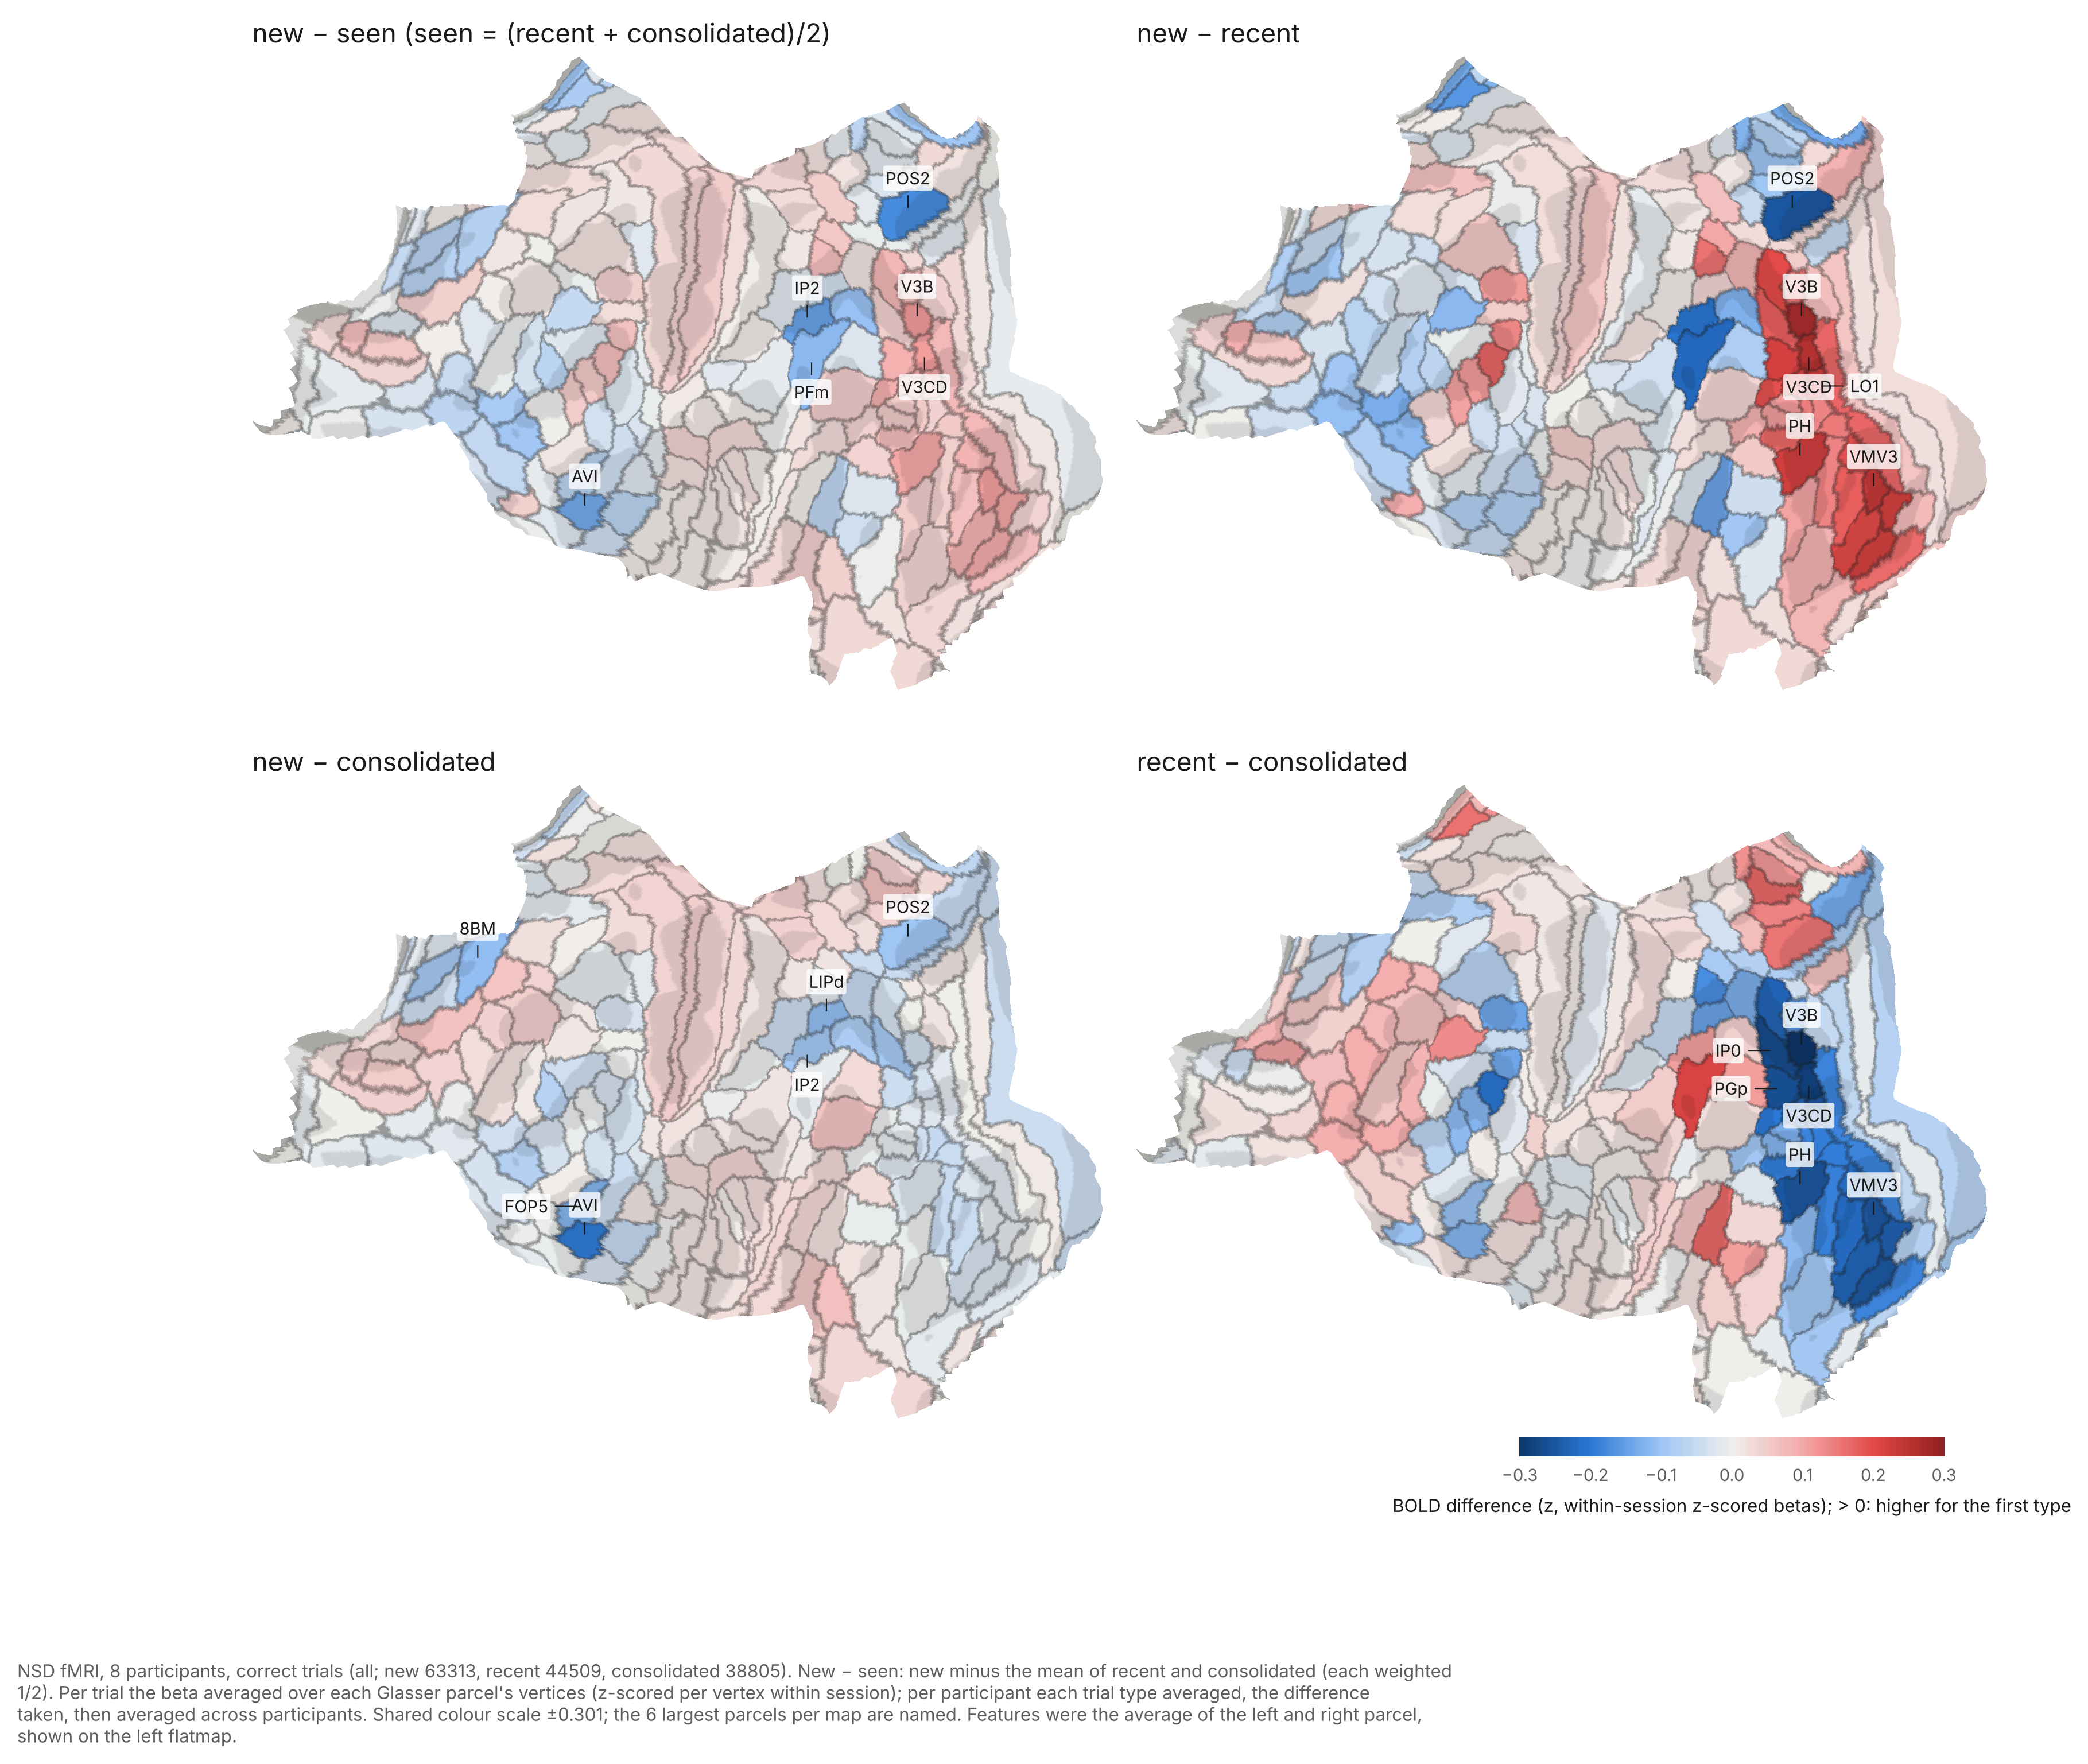 new − seen (seen = (recent + consolidated)/2)
new − recent
POS2
IP2
V3B
PFm
V3CD
AVI
POS2
V3B
V3CD
LO1
PH
VMV3
new − consolidated
recent − consolidated
8BM
POS2
LIPd
IP2
FOP5
AVI
V3B
IP0
PGp
V3CD
PH
VMV3
−0.3 −0.2 −0.1 0.0 0.1 0.2 0.3
BOLD difference (z, within-session z-scored betas); > 0: higher for the first type
NSD fMRI, 8 participants, correct trials (all; new 63313, recent 44509, consolidated 38805). New − seen: new minus the mean of recent and consolidated (each weighted
1/2). Per trial the beta averaged over each Glasser parcel's vertices (z-scored per vertex within session); per participant each trial type averaged, the difference
taken, then averaged across participants. Shared colour scale ±0.301; the 6 largest parcels per map are named. Features were the average of the left and right parcel,
shown on the left flatmap.